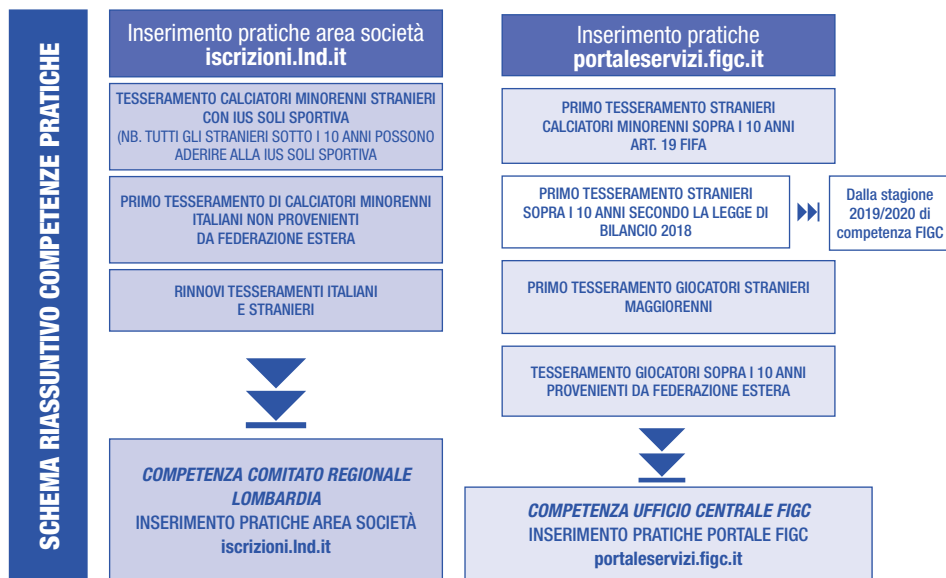 SCHEMA RIASSUNTIVO COMPETENZE PRATICHE
Inserimento pratiche area società
iscrizioni.lnd.it
TESSERAMENTO CALCIATORI MINORENNI STRANIERI
CON IUS SOLI SPORTIVA
(NB. TUTTI GLI STRANIERI SOTTO I 10 ANNI POSSONO
ADERIRE ALLA IUS SOLI SPORTIVA
PRIMO TESSERAMENTO DI CALCIATORI MINORENNI
ITALIANI NON PROVENIENTI
DA FEDERAZIONE ESTERA
RINNOVI TESSERAMENTI ITALIANI
E STRANIERI
COMPETENZA COMITATO REGIONALE
LOMBARDIA
INSERIMENTO PRATICHE AREA SOCIETÀ
iscrizioni.lnd.it
Inserimento pratiche
portaleservizi.figc.it
PRIMO TESSERAMENTO STRANIERI
CALCIATORI MINORENNI SOPRA I 10 ANNI
ART. 19 FIFA
PRIMO TESSERAMENTO STRANIERI
SOPRA I 10 ANNI SECONDO LA LEGGE DI
BILANCIO 2018
Dalla stagione
2019/2020 di
competenza FIGC
PRIMO TESSERAMENTO GIOCATORI STRANIERI
MAGGIORENNI
TESSERAMENTO GIOCATORI SOPRA I 10 ANNI
PROVENIENTI DA FEDERAZIONE ESTERA
COMPETENZA UFFICIO CENTRALE FIGC
INSERIMENTO PRATICHE PORTALE FIGC
portaleservizi.figc.it